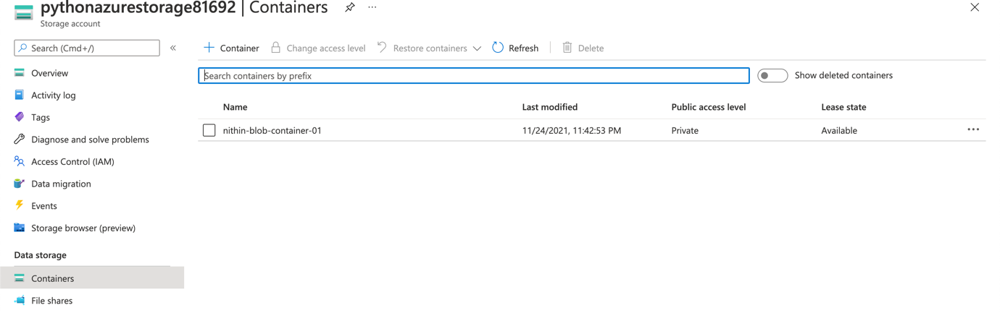 pythonazurestorage81692 | Containers
Storage account
Search (Cmd+/)
«
Container
Change access level
Restore containers
Refresh
Delete
Search containers by prefix
Show deleted containers
Overview
Activity log
Tags
Diagnose and solve problems
Access Control (IAM)
Data migration
Events
Storage browser (preview)
Data storage
Containers
File shares
Name Last modified Public access level Lease state
nithin-blob-container-01 11/24/2021, 11:42:53 PM Private Available